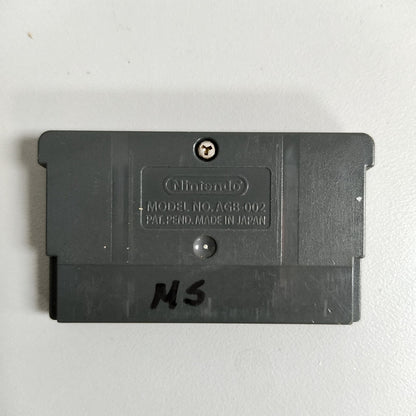 Nintendo
MODEL NO. AGB-002
PAT. PEND. MADE IN JAPAN
MS